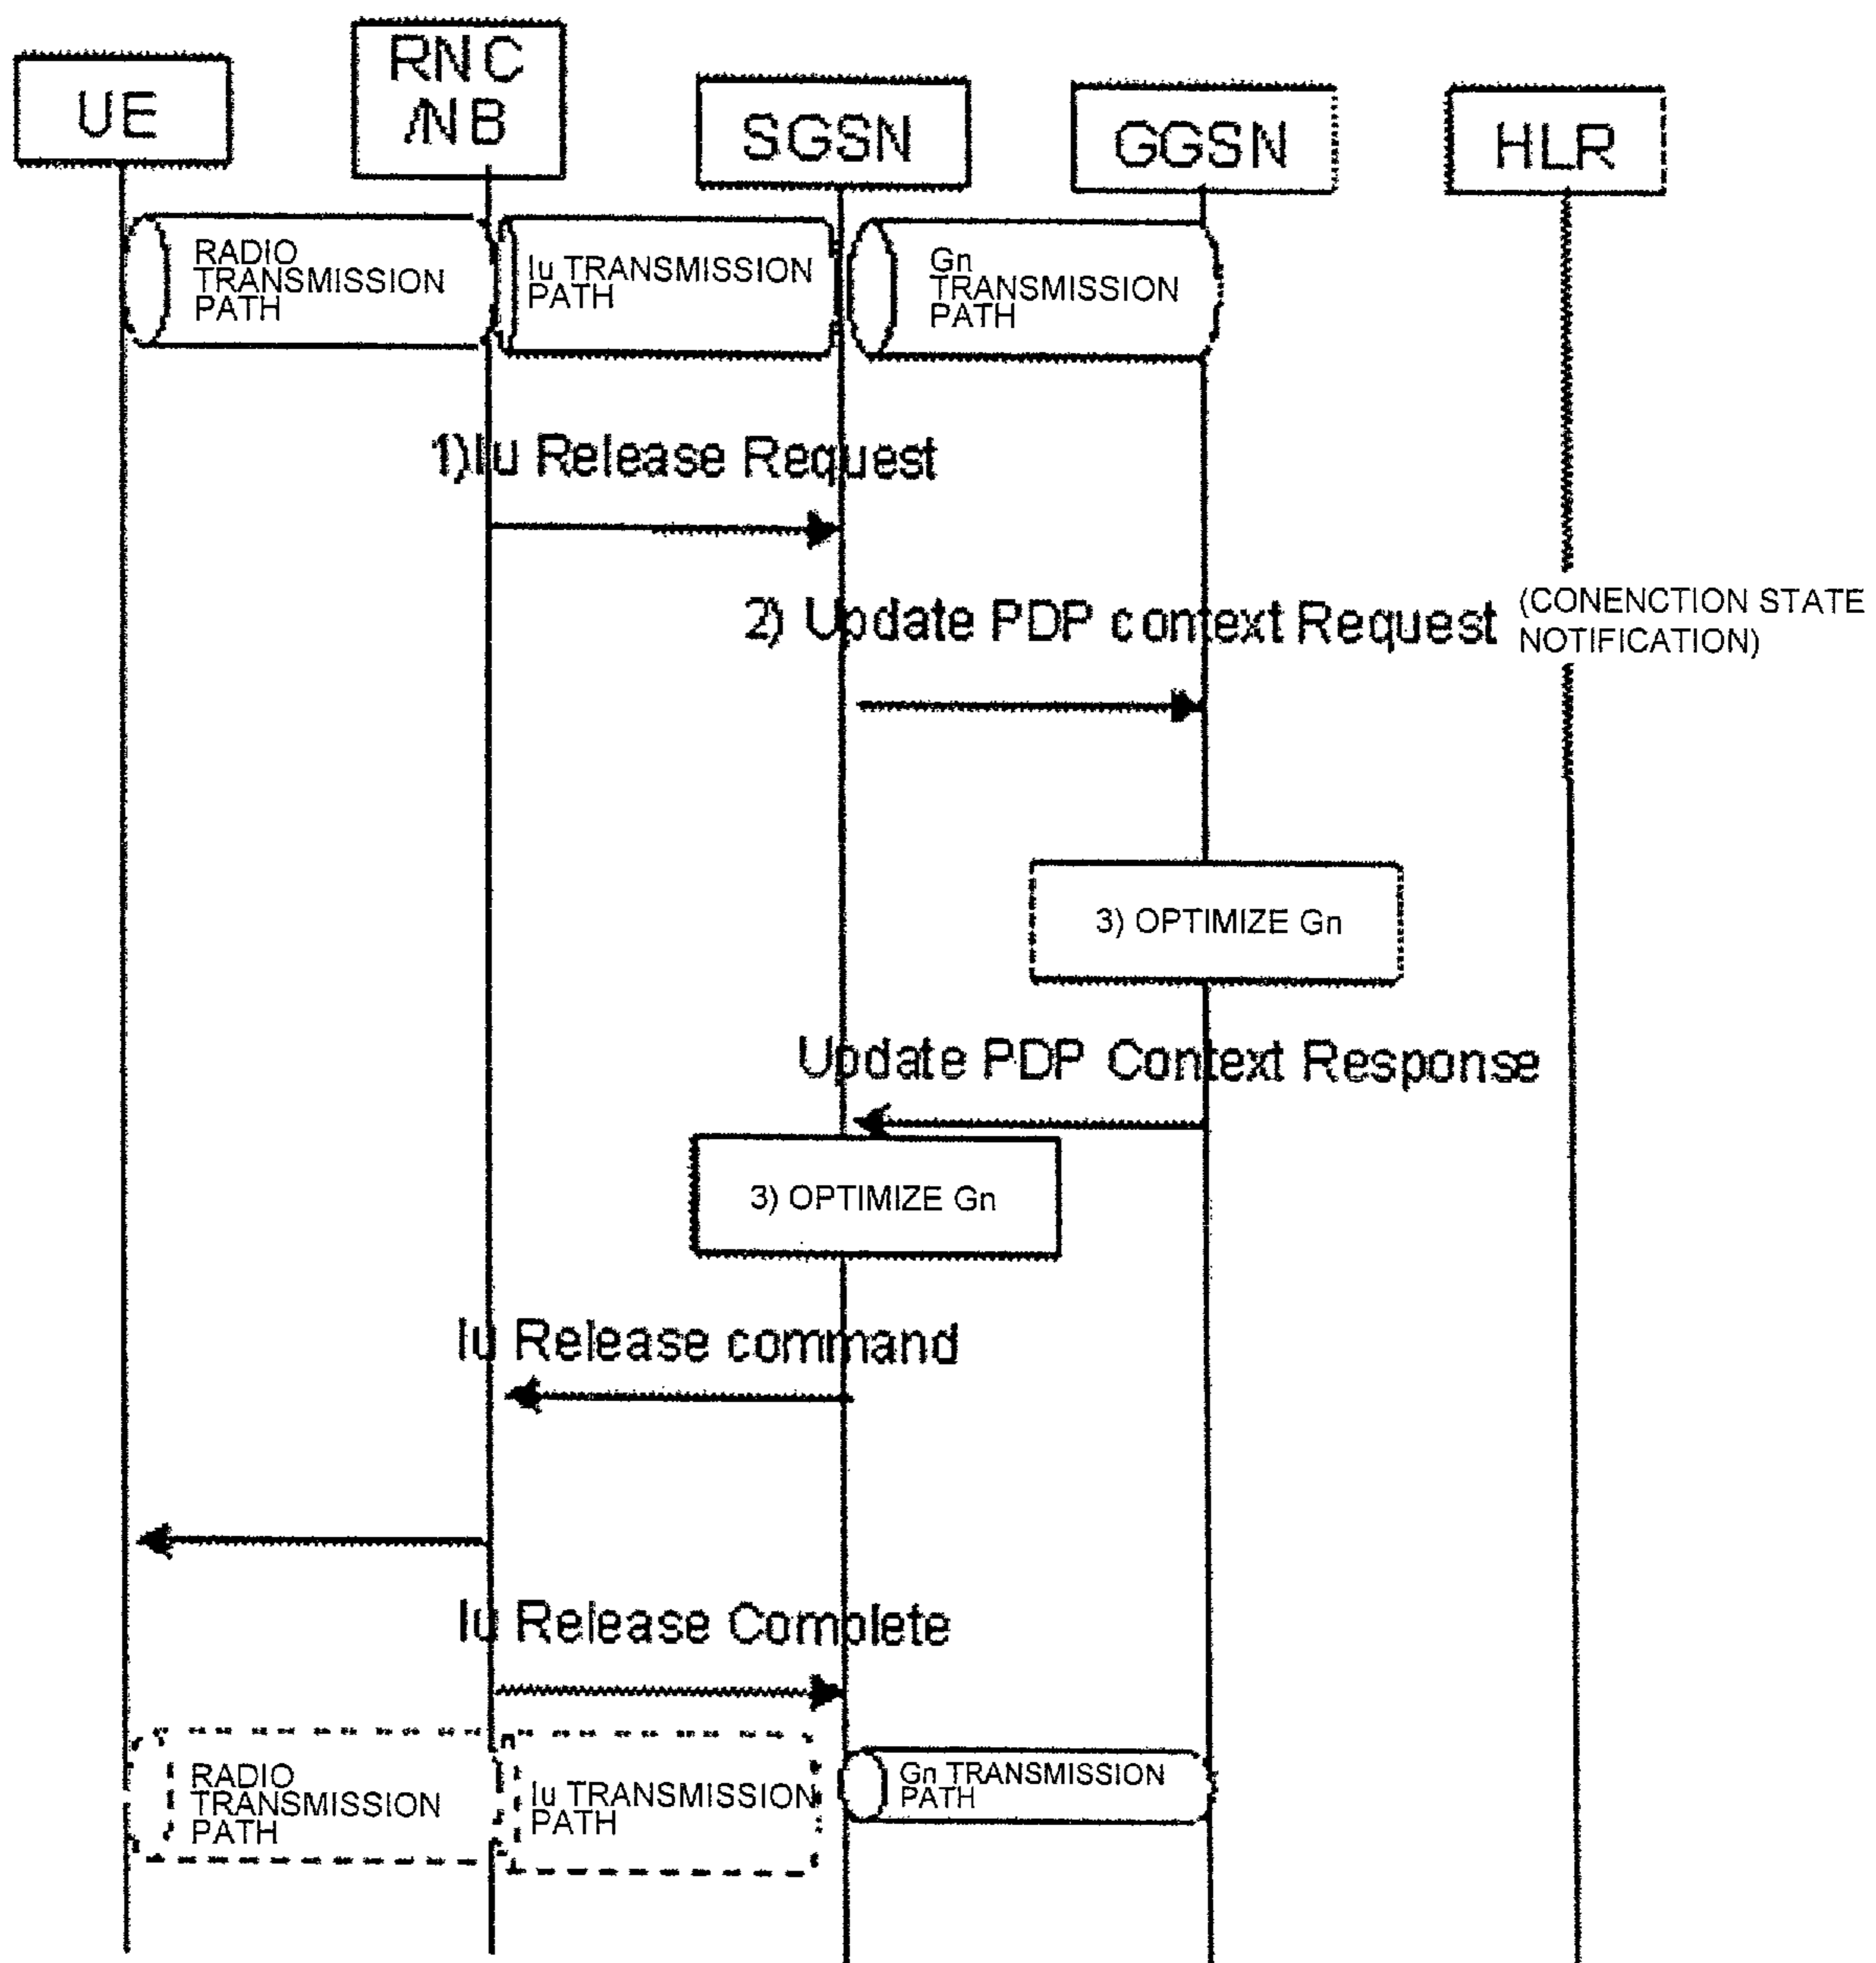 UE
RNC
/NB
SGSN
GGSN
HLR
RADIO
TRANSMISSION
PATH
Iu TRANSMISSION
PATH
Gn
TRANSMISSION
PATH
1)Iu Release Request
2) Update PDP context Request (CONENCTION STATE
NOTIFICATION)
3) OPTIMIZE Gn
Update PDP Context Response
3) OPTIMIZE Gn
Iu Release command
Iu Release Complete
RADIO
TRANSMISSION
PATH
Iu TRANSMISSION
PATH
Gn TRANSMISSION
PATH